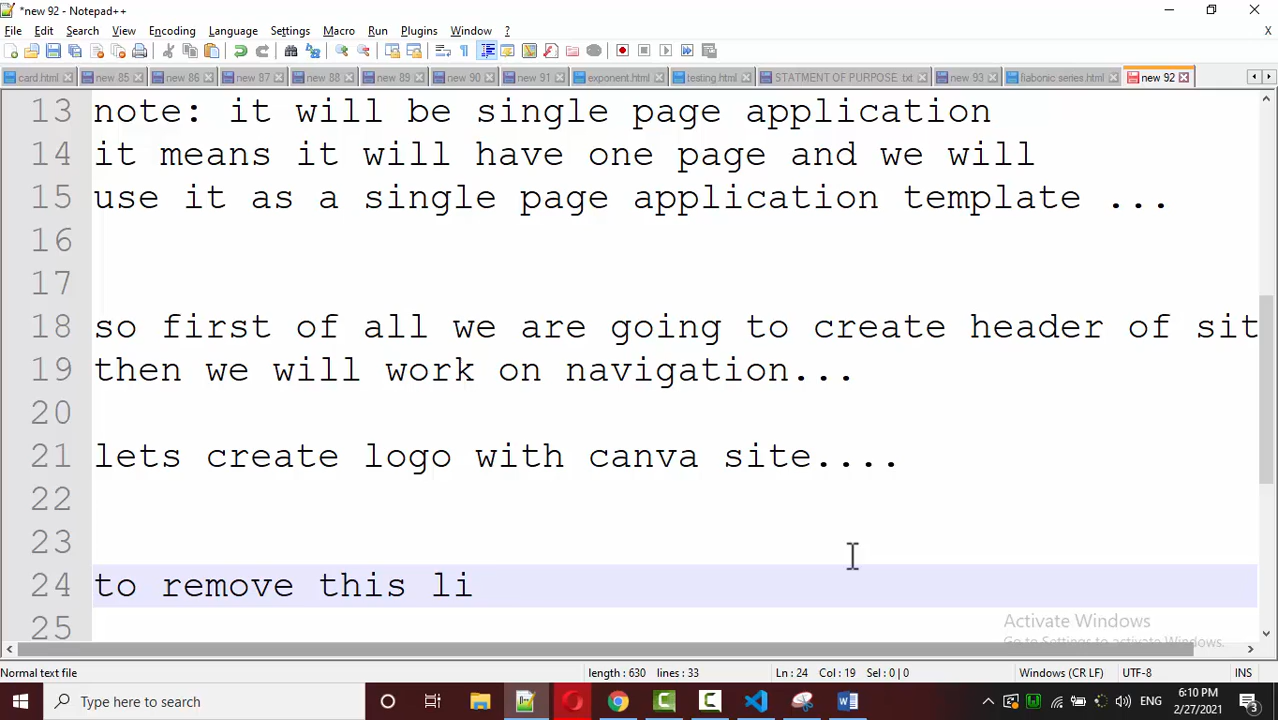 *new 92 - Notepad++
File Edit Search View Encoding Language Settings Macro Run Plugins Window ?
X
card.html new 85 new 86 new 87 new 88 new 89 new 90 new 91 exponent.html testing.html STATMENT OF PURPOSE txt new 93 fiabonic series.html new 92
13 note: it will be single page application
14 it means it will have one page and we will
15 use it as a single page application template ...
16
17
18 so first of all we are going to create header of sit
19 then we will work on navigation...
20
21 lets create logo with canva site....
22
23
24 to remove this li
25
Activate Windows
Go to Settings to activate Windows.
Normal text file length : 630 lines : 33 Ln : 24 Col : 19 Sel : 0 | 0 Windows (CR LF) UTF-8 INS
Type here to search ENG 6:10 PM
2/27/2021 3